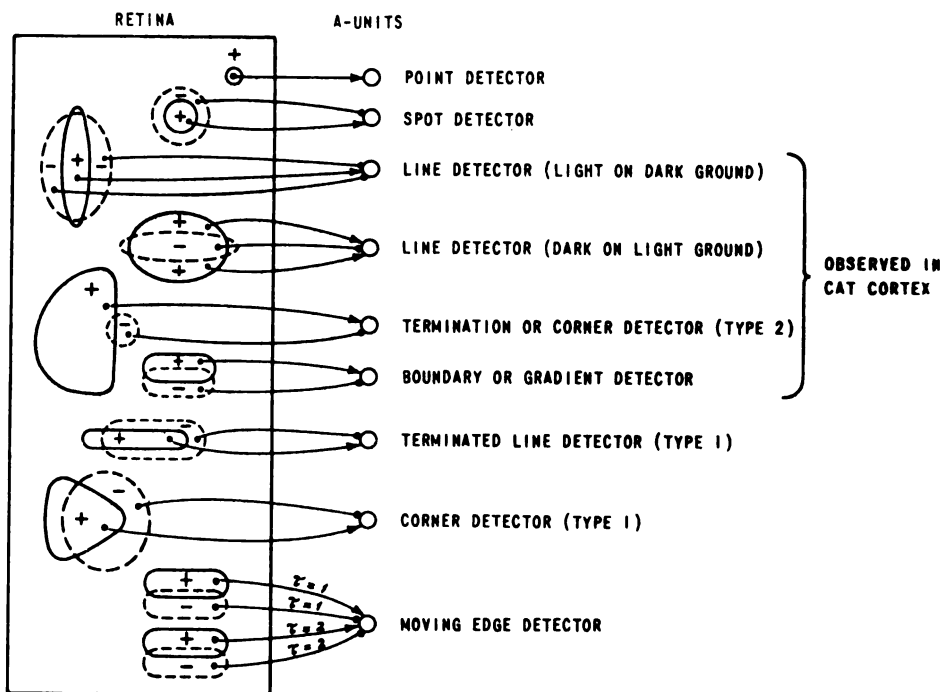 RETINA
A-UNITS
+
POINT DETECTOR
-
+
SPOT DETECTOR
- + -
LINE DETECTOR (LIGHT ON DARK GROUND)
+
-
+
LINE DETECTOR (DARK ON LIGHT GROUND)
OBSERVED IN
CAT CORTEX
+
-
TERMINATION OR CORNER DETECTOR (TYPE 2)
+
-
BOUNDARY OR GRADIENT DETECTOR
+ -
TERMINATED LINE DETECTOR (TYPE I)
-
+
CORNER DETECTOR (TYPE I)
+
τ=1
-
τ=1
+
τ=2
-
τ=2
MOVING EDGE DETECTOR